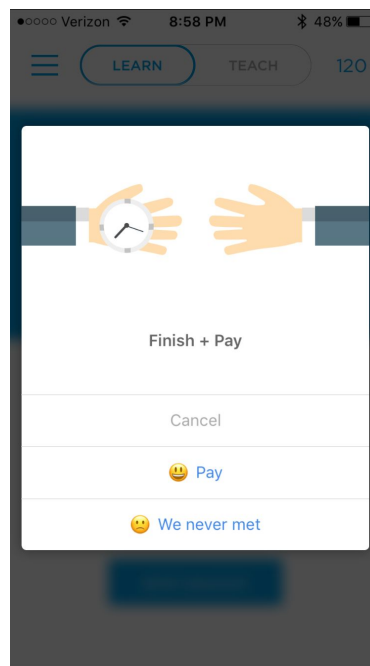 ●○○○○ Verizon 8:58 PM 48%
LEARN TEACH 120
Finish + Pay
Cancel
😃 Pay
🙁 We never met